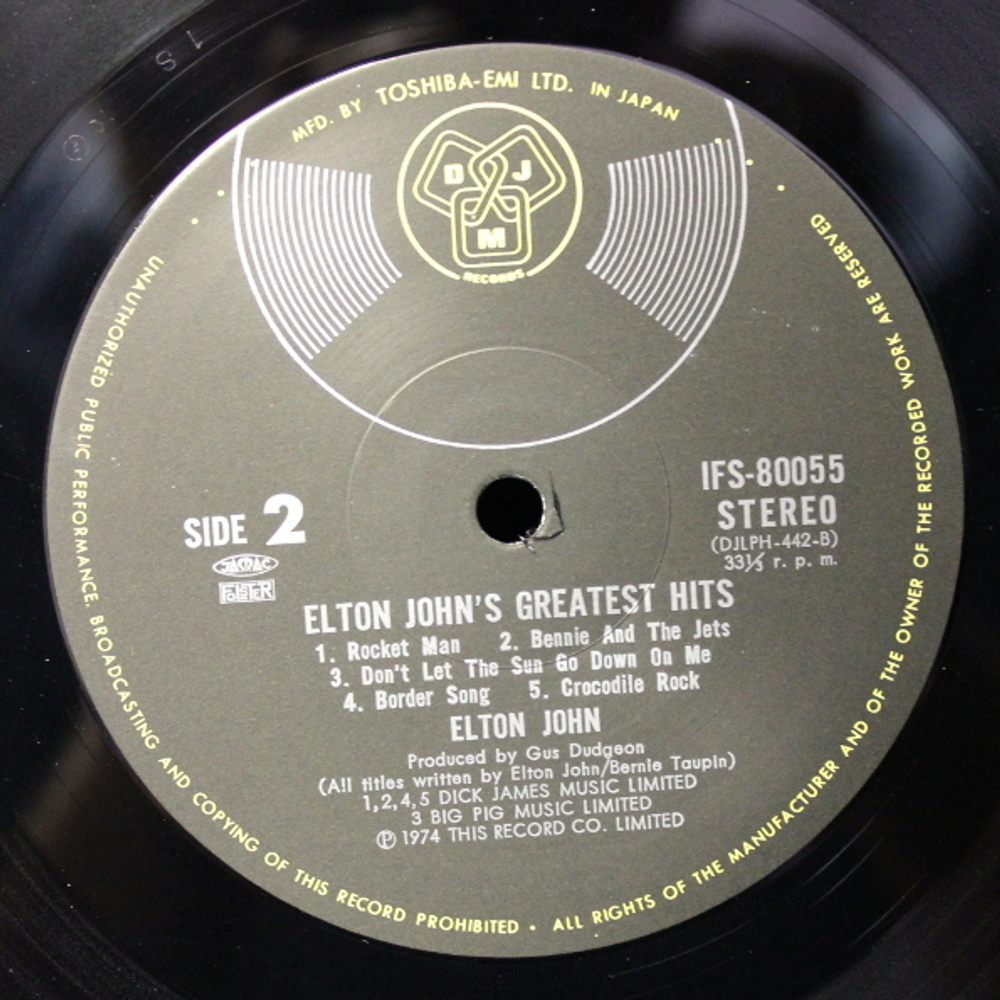 MFD. BY TOSHIBA-EMI LTD. IN JAPAN
D J
M
RECORDS
IFS-80055
STEREO
(DJLPH-442-B)
33⅓ r. p. m.
SIDE 2
JASRAC
FOLSTER
ELTON JOHN'S GREATEST HITS
1. Rocket Man 2. Bennie And The Jets
3. Don't Let The Sun Go Down On Me
4. Border Song 5. Crocodile Rock
ELTON JOHN
Produced by Gus Dudgeon
(All titles written by Elton John/Bernie Taupin)
1,2,4,5 DICK JAMES MUSIC LIMITED
3 BIG PIG MUSIC LIMITED
Ⓟ 1974 THIS RECORD CO. LIMITED
UNAUTHORIZED PUBLIC PERFORMANCE, BROADCASTING AND COPYING OF THIS RECORD PROHIBITED • ALL RIGHTS OF THE MANUFACTURER AND OF THE OWNER OF THE RECORDED WORK ARE RESERVED
1 S